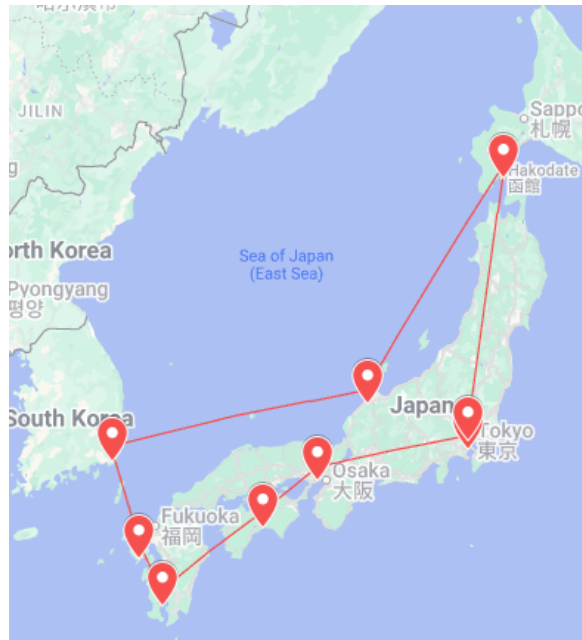 JILIN
Sappo
札幌
g
Hakodate
函館
orth Korea
Sea of Japan
(East Sea)
Pyongyang
평양
South Korea
Japan
Tokyo
東京
Osaka
大阪
Fukuoka
福岡